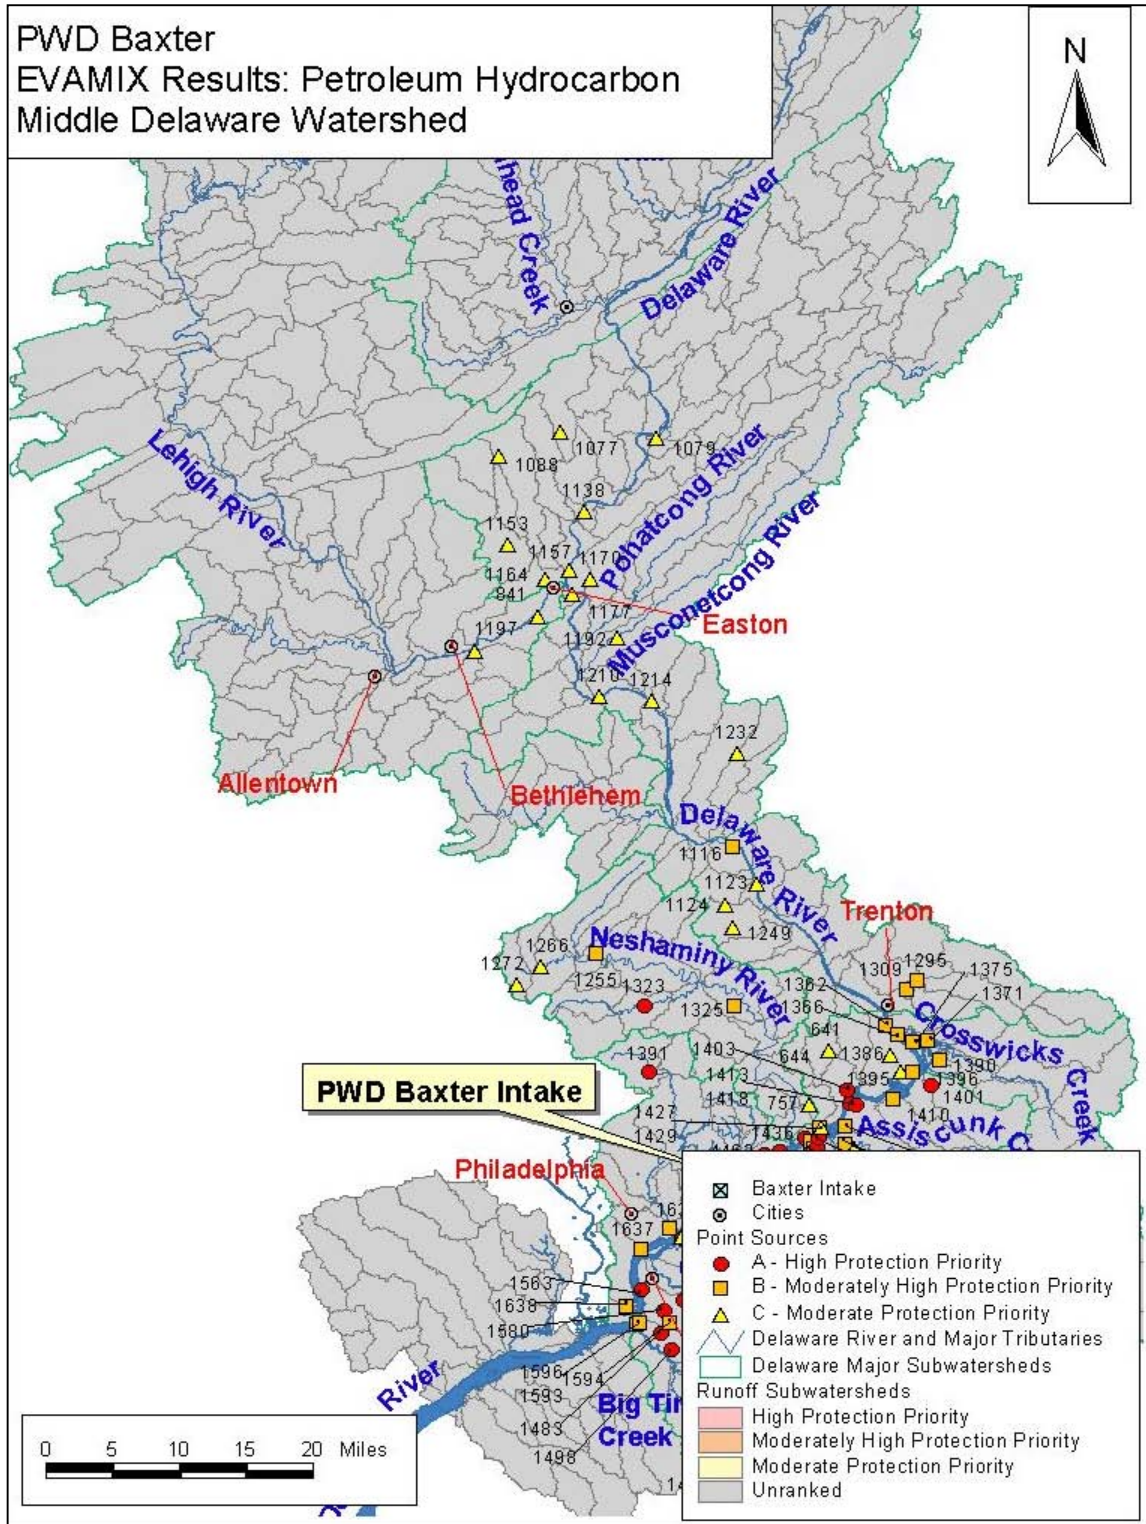 PWD Baxter
EVAMIX Results: Petroleum Hydrocarbon
Middle Delaware Watershed
N
Creek
Delaware River
Lehigh River
1077
1079
1088
1138
Pohatcong River
1153
1157
1170
1164
841
1177
Easton
1197
1192
Musconetcong River
1210
1214
1232
Allentown
Bethlehem
Delaware River
1116
1123
1124
1249
Trenton
Neshaminy River
1266
1272
1255
1323
1325
1309
1295
1375
1362
1371
1366
Crosswicks Creek
641
1403
644
1386
1390
1391
1413
1395
1396
1401
PWD Baxter Intake
1418
757
1410
1427
Assiscunk
1429
1436
Philadelphia
1637
1563
1638
1580
1596
1594
1593
1483
1498
River
Creek
Baxter Intake
Cities
Point Sources
A - High Protection Priority
B - Moderately High Protection Priority
C - Moderate Protection Priority
Delaware River and Major Tributaries
Delaware Major Subwatersheds
Runoff Subwatersheds
High Protection Priority
Moderately High Protection Priority
Moderate Protection Priority
Unranked
0 5 10 15 20 Miles